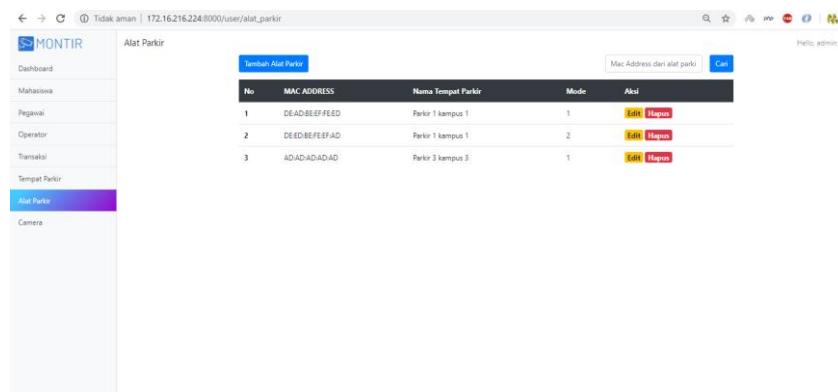 Tidak aman | 172.16.216.224:8000/user/alat_parkir
MONTIR
Alat Parkir
Hello, admin
Dashboard
Mahasiswa
Pegawai
Operator
Transaksi
Tempat Parkir
Alat Parkir
Camera
Tambah Alat Parkir
Mac Address dari alat parki
Cari
No MAC ADDRESS Nama Tempat Parkir Mode Aksi
1 DE:AD:BE:EF:FE:ED Parkir 1 kampus 1 1 Edit Hapus
2 DE:ED:BE:FE:EF:AD Parkir 1 kampus 1 2 Edit Hapus
3 AD:AD:AD:AD:AD Parkir 3 kampus 3 1 Edit Hapus